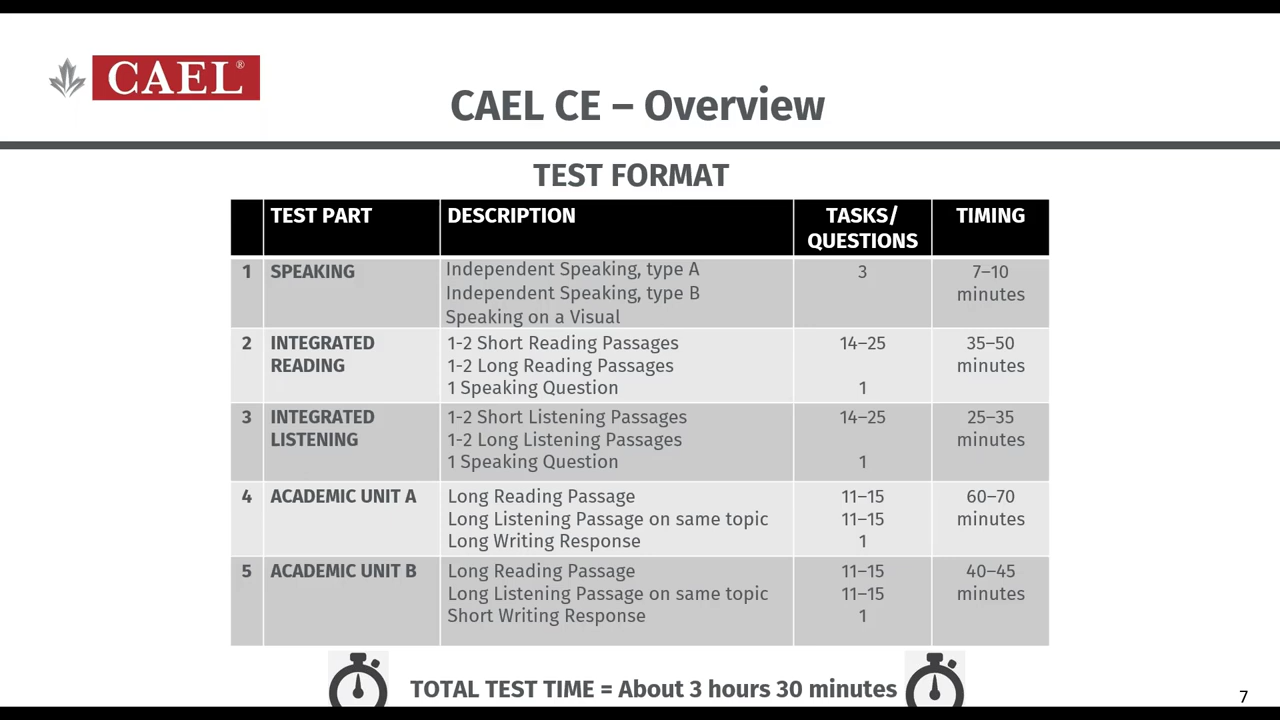 CAEL®
CAEL CE – Overview
TEST FORMAT
TEST PART DESCRIPTION TASKS/ QUESTIONS TIMING
1 SPEAKING Independent Speaking, type A 3 7–10
Independent Speaking, type B minutes
Speaking on a Visual
2 INTEGRATED 1-2 Short Reading Passages 14–25 35–50
READING 1-2 Long Reading Passages minutes
1 Speaking Question 1
3 INTEGRATED 1-2 Short Listening Passages 14–25 25–35
LISTENING 1-2 Long Listening Passages minutes
1 Speaking Question 1
4 ACADEMIC UNIT A Long Reading Passage 11–15 60–70
Long Listening Passage on same topic 11–15 minutes
Long Writing Response 1
5 ACADEMIC UNIT B Long Reading Passage 11–15 40–45
Long Listening Passage on same topic 11–15 minutes
Short Writing Response 1
TOTAL TEST TIME = About 3 hours 30 minutes
7